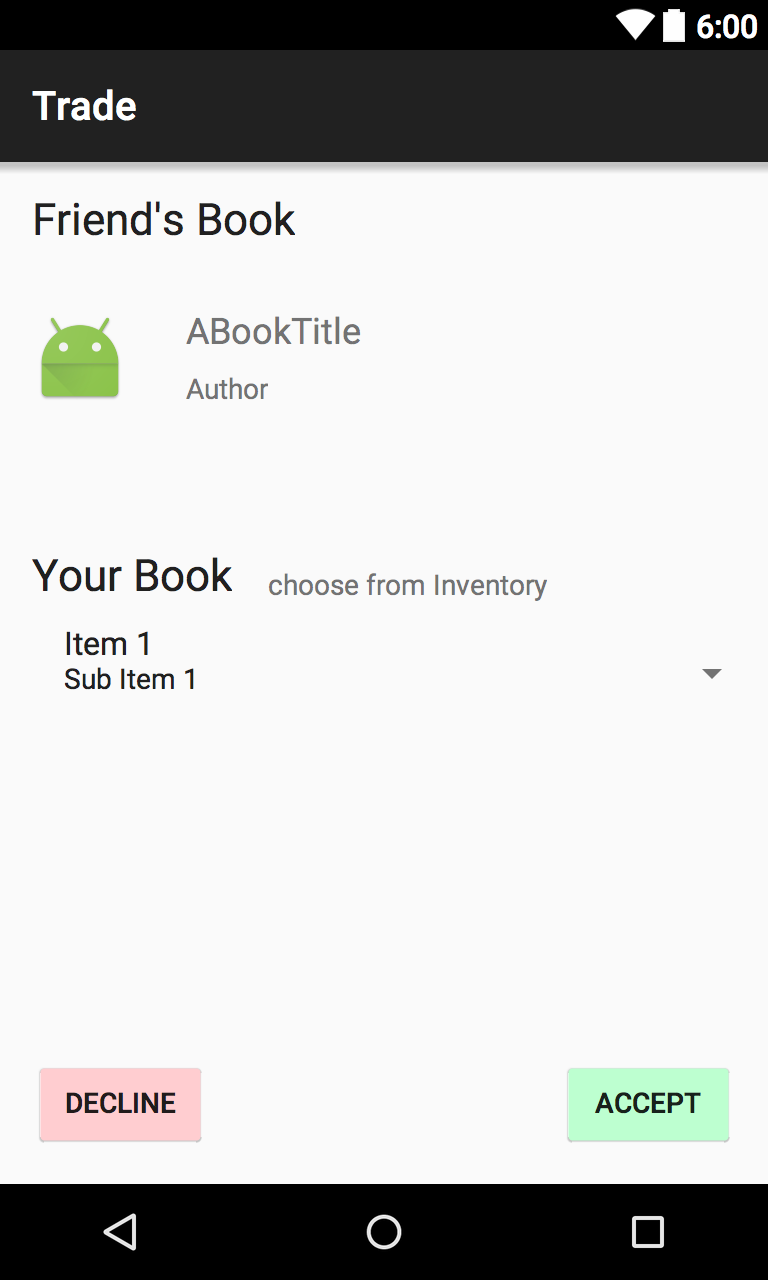 6:00
Trade
Friend's Book
ABookTitle
Author
Your Book choose from Inventory
Item 1
Sub Item 1
DECLINE ACCEPT